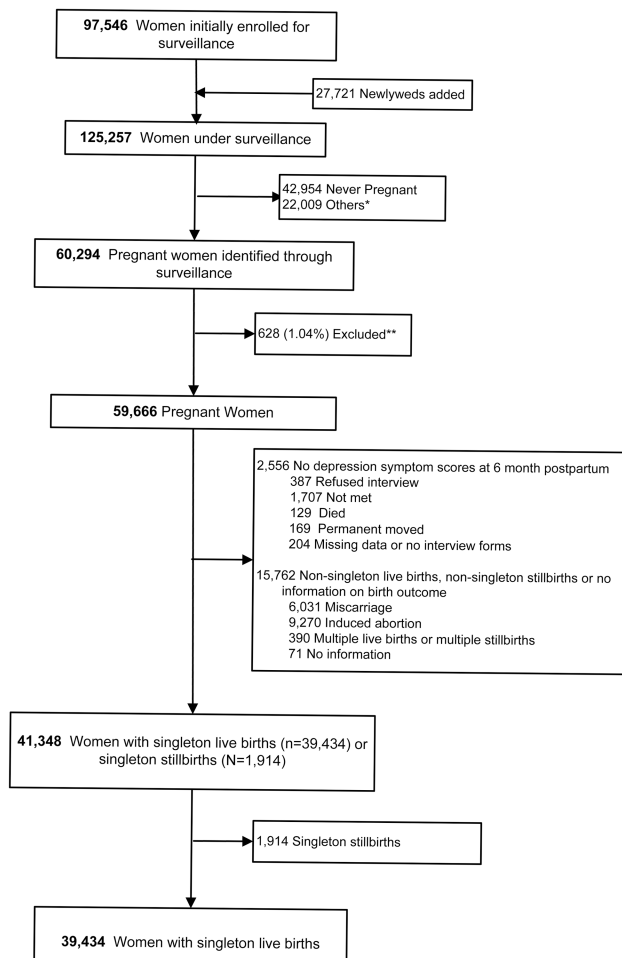 97,546 Women initially enrolled for
surveillance
27,721 Newlyweds added
125,257 Women under surveillance
42,954 Never Pregnant
22,009 Others*
60,294 Pregnant women identified through
surveillance
628 (1.04%) Excluded**
59,666 Pregnant Women
2,556 No depression symptom scores at 6 month postpartum
387 Refused interview
1,707 Not met
129 Died
169 Permanent moved
204 Missing data or no interview forms
15,762 Non-singleton live births, non-singleton stillbirths or no
information on birth outcome
6,031 Miscarriage
9,270 Induced abortion
390 Multiple live births or multiple stillbirths
71 No information
41,348 Women with singleton live births (n=39,434) or
singleton stillbirths (N=1,914)
1,914 Singleton stillbirths
39,434 Women with singleton live births